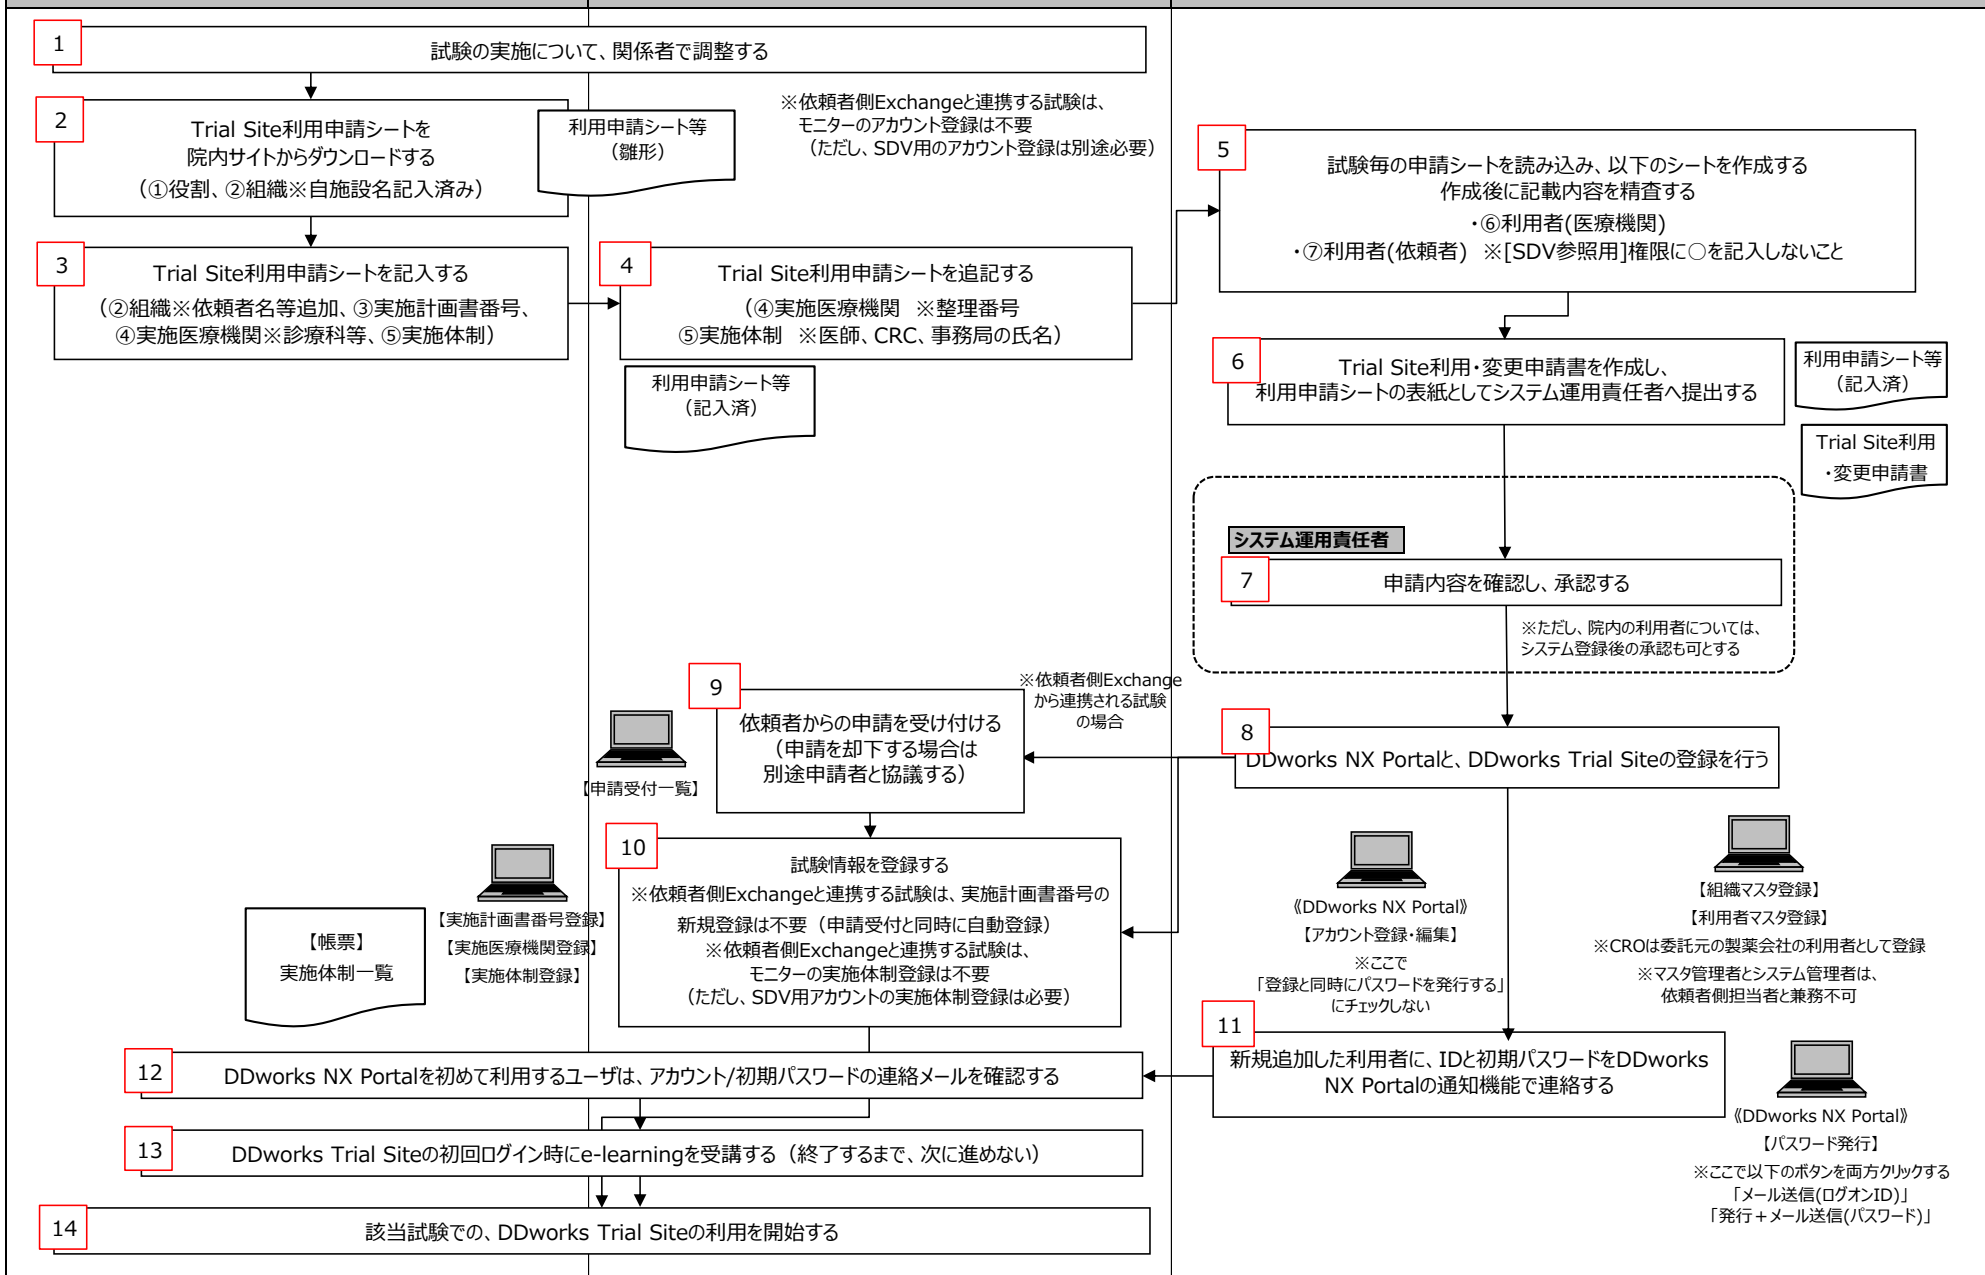 1
試験の実施について、関係者で調整する
2
Trial Site利用申請シートを
院内サイトからダウンロードする
（①役割、②組織※自施設名記入済み）
利用申請シート等
（雛形）
※依頼者側Exchangeと連携する試験は、
モニターのアカウント登録は不要
（ただし、SDV用のアカウント登録は別途必要）
3
Trial Site利用申請シートを記入する
（②組織※依頼者名等追加、③実施計画書番号、
④実施医療機関※診療科等、⑤実施体制）
4
Trial Site利用申請シートを追記する
（④実施医療機関　※整理番号
⑤実施体制　※医師、CRC、事務局の氏名）
利用申請シート等
（記入済）
5
試験毎の申請シートを読み込み、以下のシートを作成する
作成後に記載内容を精査する
・⑥利用者(医療機関)
・⑦利用者(依頼者)　※[SDV参照用]権限に○を記入しないこと
6
Trial Site利用・変更申請書を作成し、
利用申請シートの表紙としてシステム運用責任者へ提出する
利用申請シート等
（記入済）
Trial Site利用
・変更申請書
システム運用責任者
7
申請内容を確認し、承認する
※ただし、院内の利用者については、
システム登録後の承認も可とする
8
DDworks NX Portalと、DDworks Trial Siteの登録を行う
※依頼者側Exchange
から連携される試験
の場合
9
依頼者からの申請を受け付ける
（申請を却下する場合は
別途申請者と協議する）
【申請受付一覧】
10
試験情報を登録する
※依頼者側Exchangeと連携する試験は、実施計画書番号の
新規登録は不要（申請受付と同時に自動登録）
※依頼者側Exchangeと連携する試験は、
モニターの実施体制登録は不要
（ただし、SDV用アカウントの実施体制登録は必要）
【実施計画書番号登録】
【実施医療機関登録】
【実施体制登録】
【帳票】
実施体制一覧
《DDworks NX Portal》
【アカウント登録・編集】
※ここで
「登録と同時にパスワードを発行する」
にチェックしない
【組織マスタ登録】
【利用者マスタ登録】
※CROは委託元の製薬会社の利用者として登録
※マスタ管理者とシステム管理者は、
依頼者側担当者と兼務不可
11
新規追加した利用者に、IDと初期パスワードをDDworks
NX Portalの通知機能で連絡する
《DDworks NX Portal》
【パスワード発行】
※ここで以下のボタンを両方クリックする
「メール送信(ログオンID)」
「発行＋メール送信(パスワード)」
12
DDworks NX Portalを初めて利用するユーザは、アカウント/初期パスワードの連絡メールを確認する
13
DDworks Trial Siteの初回ログイン時にe-learningを受講する（終了するまで、次に進めない）
14
該当試験での、DDworks Trial Siteの利用を開始する